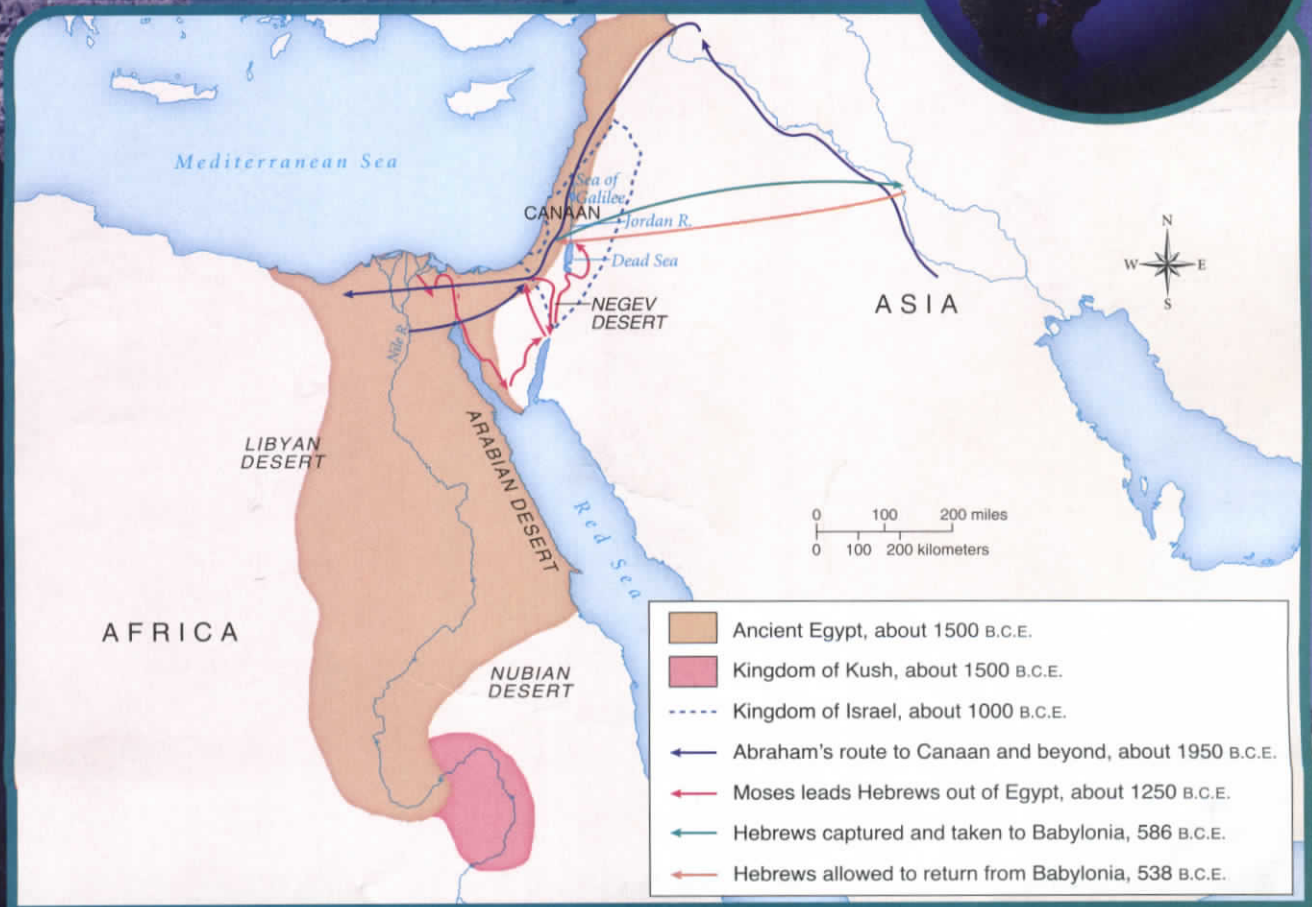 Mediterranean Sea
Sea of
Galilee
CANAAN
Jordan R.
Dead Sea
N
W
E
S
NEGEV
DESERT
ASIA
Nile R.
LIBYAN
DESERT
ARABIAN DESERT
Red Sea
0 100 200 miles
0 100 200 kilometers
AFRICA
NUBIAN
DESERT
Ancient Egypt, about 1500 B.C.E.
Kingdom of Kush, about 1500 B.C.E.
Kingdom of Israel, about 1000 B.C.E.
Abraham's route to Canaan and beyond, about 1950 B.C.E.
Moses leads Hebrews out of Egypt, about 1250 B.C.E.
Hebrews captured and taken to Babylonia, 586 B.C.E.
Hebrews allowed to return from Babylonia, 538 B.C.E.